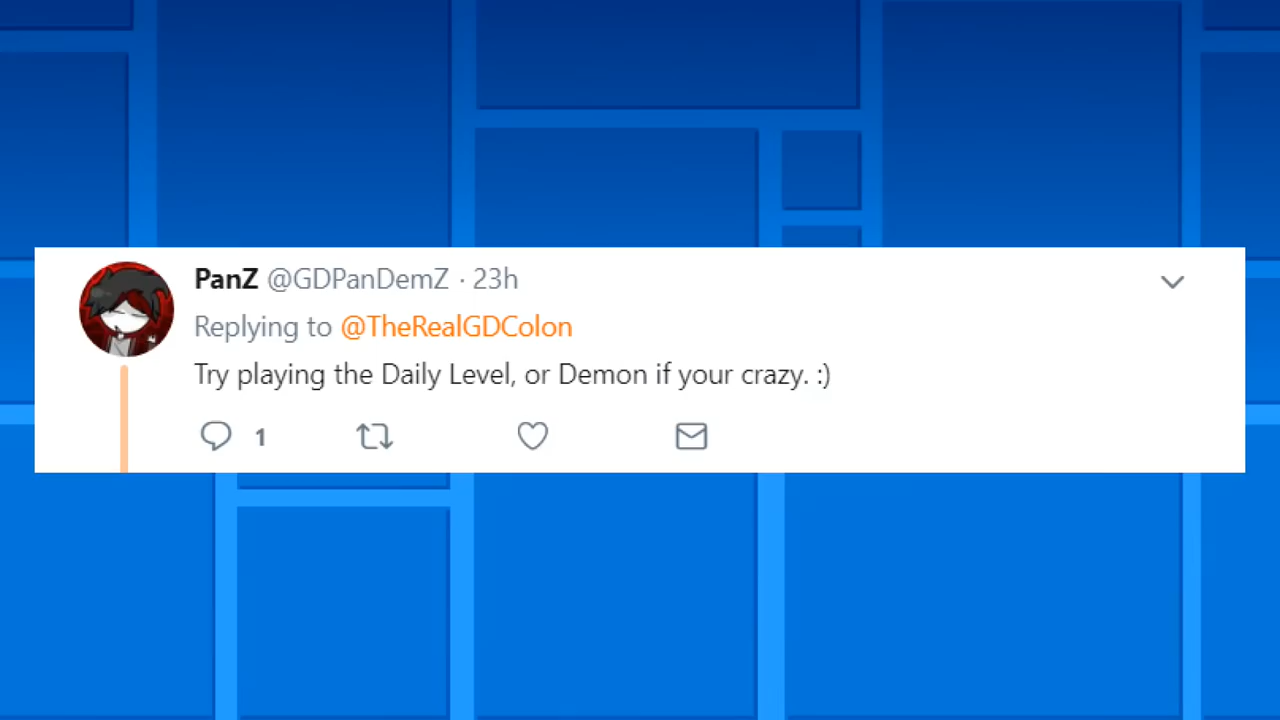 PanZ @GDPanDemZ · 23h
Replying to @TheRealGDColon
Try playing the Daily Level, or Demon if your crazy. :)
1